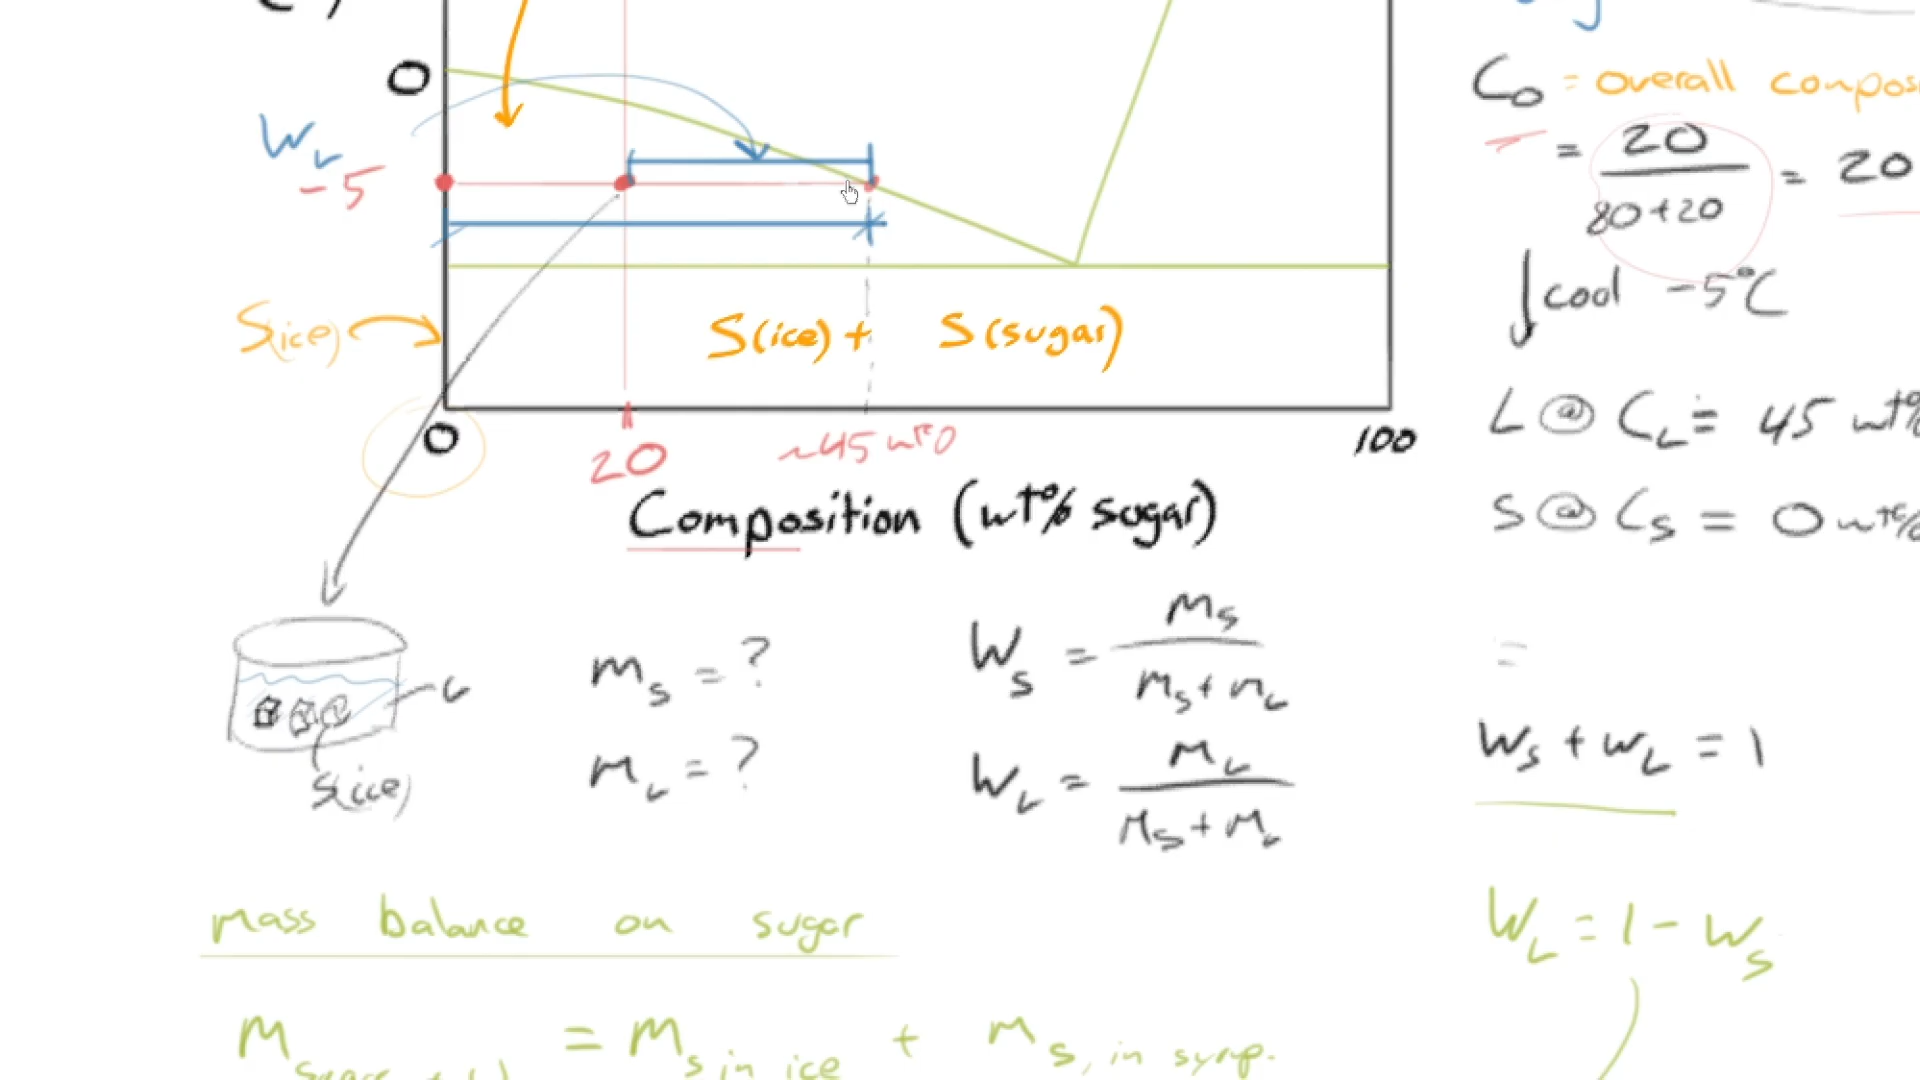 0
W_L
-5
S(ice)
S(ice) + S(sugar)
0
20
~45 wt%
100
Composition (wt% sugar)
C_0 = overall
= 20 / 80+20 = 20
cool -5°C
L @ C_L = 45 wt%
S @ C_S = 0 wt%
L
S(ice)
m_S = ?
m_L = ?
W_S = M_S / M_S + M_L
W_L = M_L / M_S + M_L
=
W_S + W_L = 1
mass balance on sugar
W_L = 1 - W_S
M = M_S in ice + M_S, in syrup.